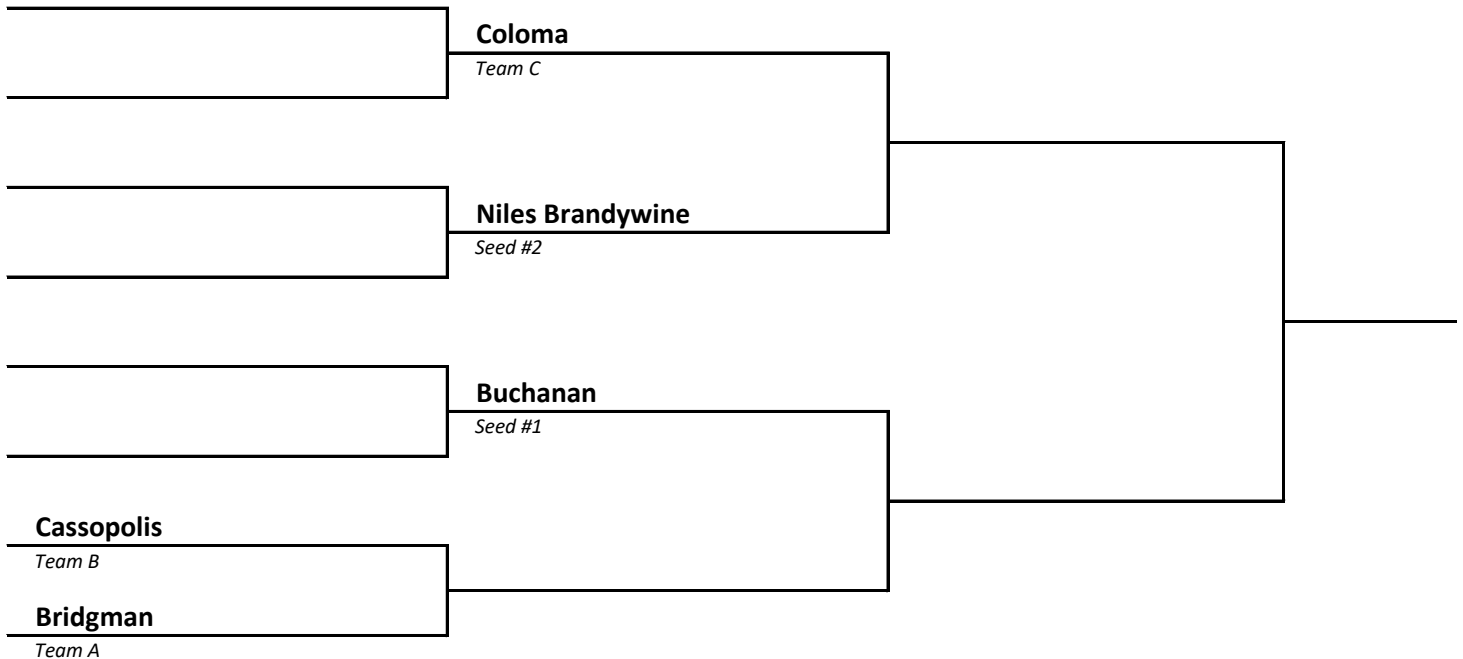 Coloma
Team C
Niles Brandywine
Seed #2
Buchanan
Seed #1
Cassopolis
Team B
Bridgman
Team A